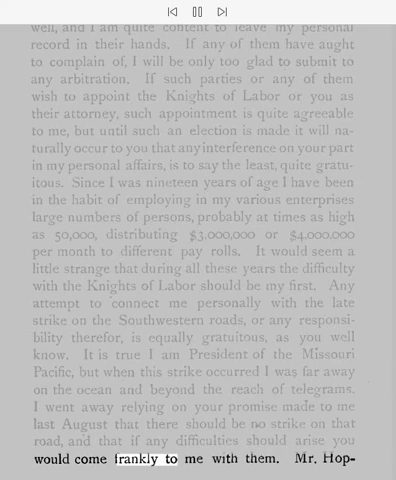 well, and I am quite content to leave my personal
record in their hands. If any of them have aught
to complain of, I will be only too glad to submit to
any arbitration. If such parties or any of them
wish to appoint the Knights of Labor or you as
their attorney, such appointment is quite agreeable
to me, but until such an election is made it will na-
turally occur to you that any interference on your part
in my personal affairs, is to say the least, quite gratu-
itous. Since I was nineteen years of age I have been
in the habit of employing in my various enterprises
large numbers of persons, probably at times as high
as 50,000, distributing $3,000,000 or $4,000.000
per month to different pay rolls. It would seem a
little strange that during all these years the difficulty
with the Knights of Labor should be my first. Any
attempt to connect me personally with the late
strike on the Southwestern roads, or any responsi-
bility therefor, is equally gratuitous, as you well
know. It is true I am President of the Missouri
Pacific, but when this strike occurred I was far away
on the ocean and beyond the reach of telegrams.
I went away relying on your promise made to me
last August that there should be no strike on that
road, and that if any difficulties should arise you
would come frankly to me with them. Mr. Hop-